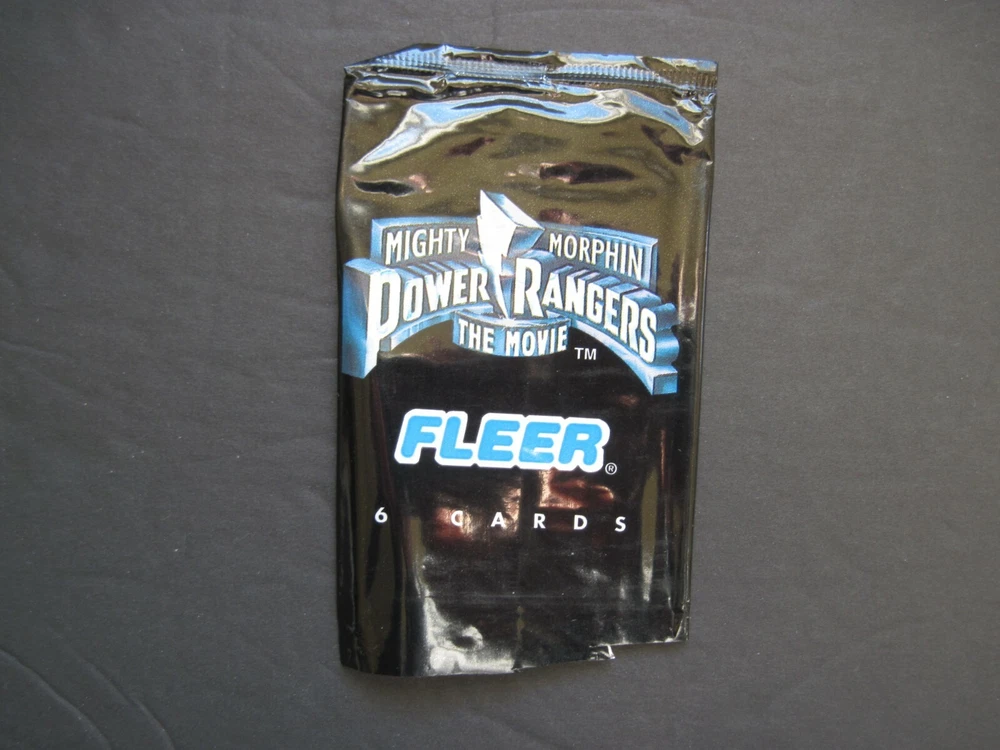 MIGHTY MORPHIN
POWER RANGERS
THE MOVIE TM
FLEER ®
6 CARDS